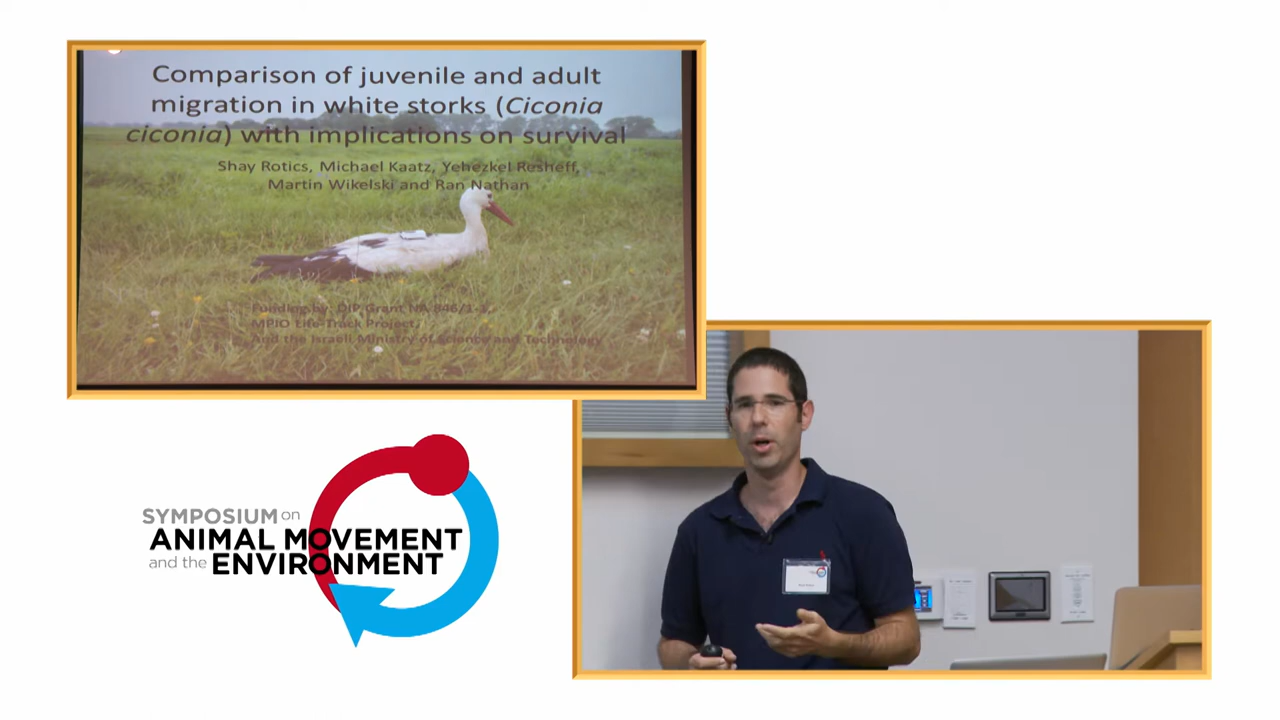 Comparison of juvenile and adult
migration in white storks (Ciconia
ciconia) with implications on survival
Shay Rotics, Michael Kaatz, Yehezkel Resheff,
Martin Wikelski and Ran Nathan
Funding by: DIP Grant NA 846/1-1,
MPIO Life-Track Project,
And the Israeli Ministry of Science and Technology
SYMPOSIUM on
ANIMAL MOVEMENT
and the ENVIRONMENT